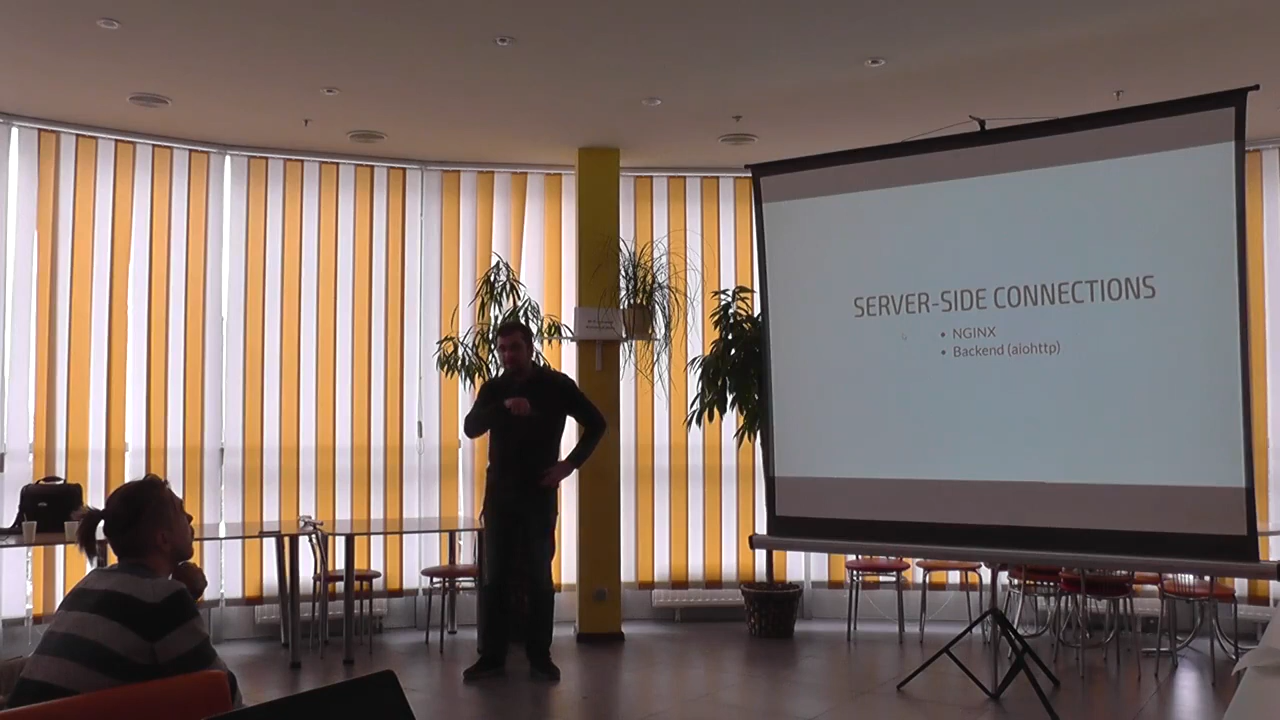 SERVER-SIDE CONNECTIONS
• NGINX
• Backend (aiohttp)